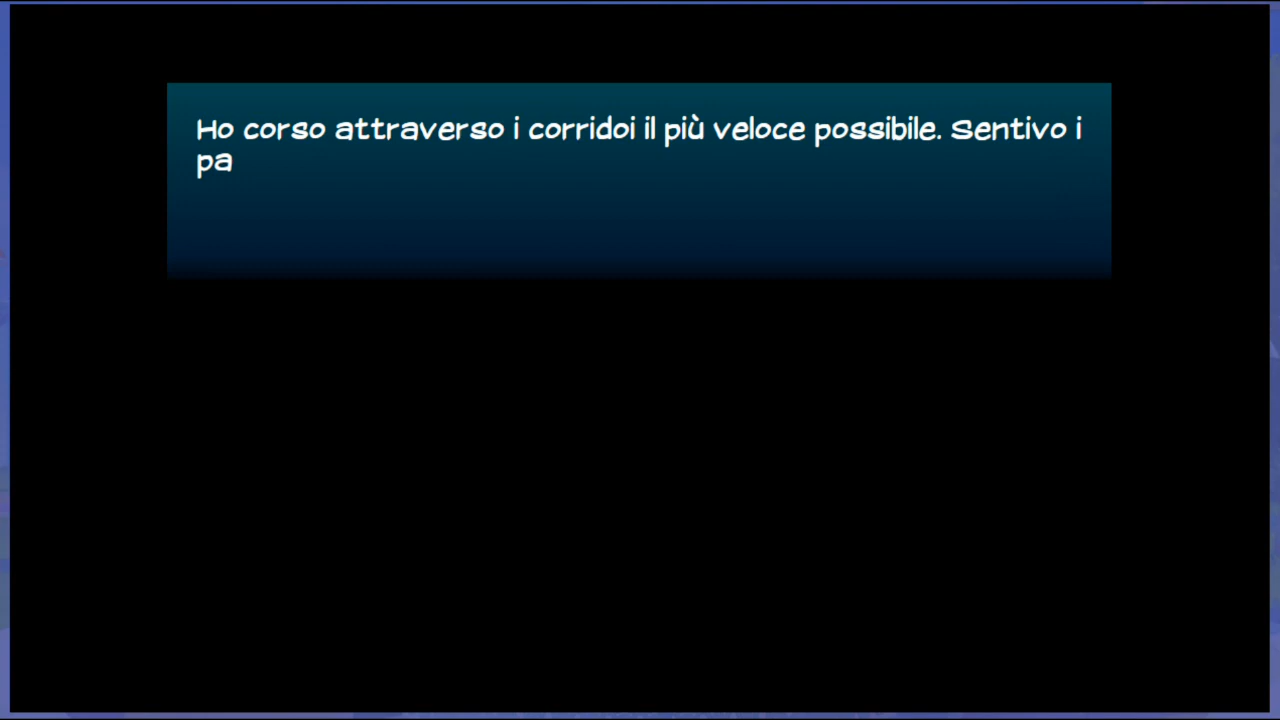 Ho corso attraverso i corridoi il più veloce possibile. Sentivo i
pa